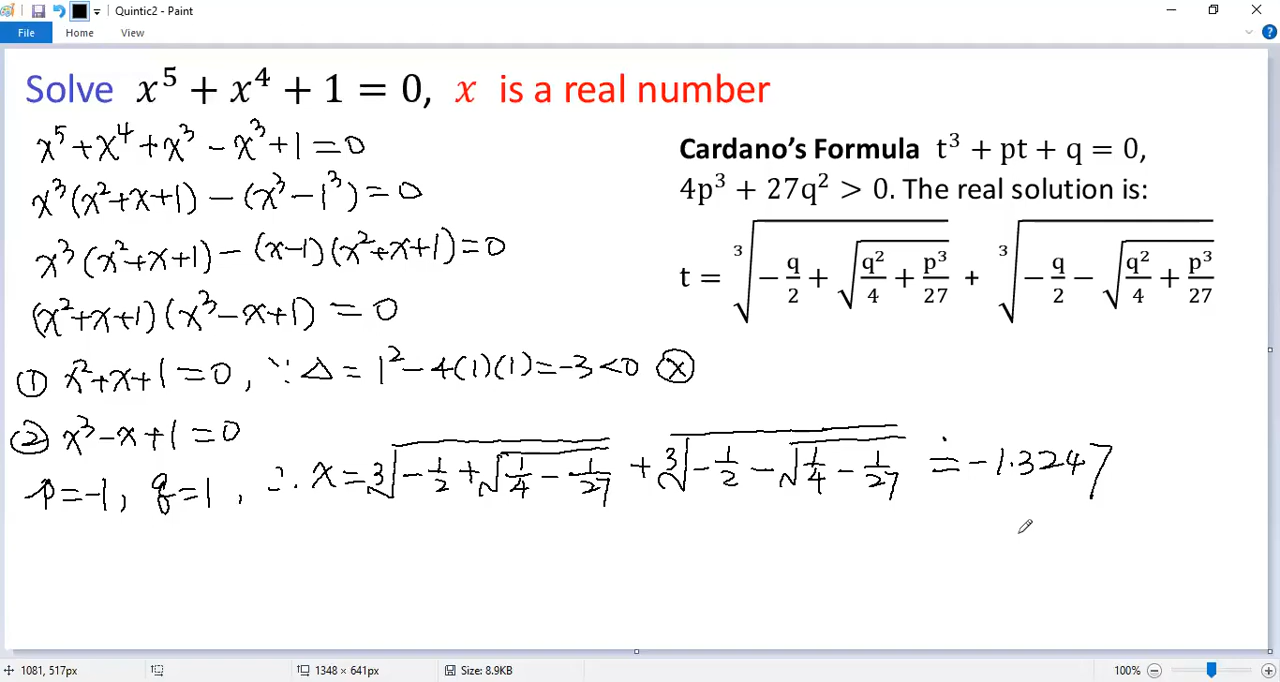 Quintic2 - Paint
File Home View
Solve x⁵ + x⁴ + 1 = 0, x is a real number
x⁵ + x⁴ + x³ - x³ + 1 = 0
x³(x²+x+1) - (x³ - 1³) = 0
x³(x²+x+1) - (x-1)(x²+x+1) = 0
(x²+x+1)(x³-x+1) = 0
① x²+x+1 = 0, ∵ Δ = 1² - 4(1)(1) = -3 < 0 ⓧ
② x³ - x + 1 = 0
p = -1, q = 1, ∴ x = ∛(-1/2 + √(1/4 - 1/27)) + ∛(-1/2 - √(1/4 - 1/27)) ≐ -1.3247
Cardano's Formula t³ + pt + q = 0,
4p³ + 27q² > 0. The real solution is:
t = ∛(-q/2 + √(q²/4 + p³/27)) + ∛(-q/2 - √(q²/4 + p³/27))
1081, 517px 1348 × 641px Size: 8.9KB 100%